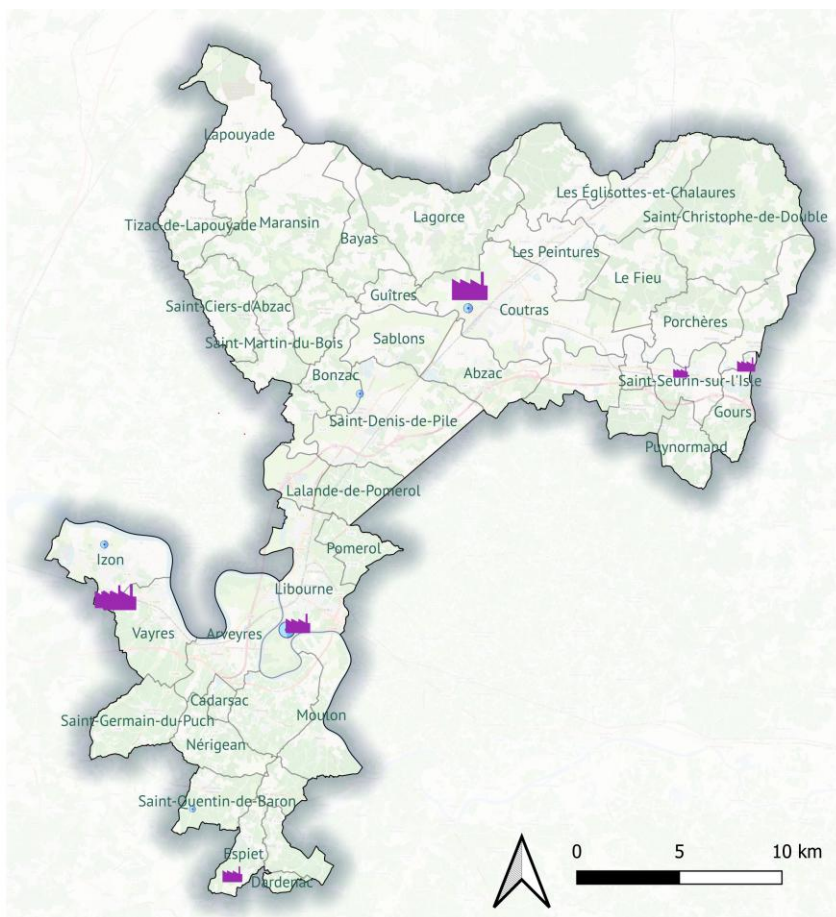 Lapouyade
Les Églisottes-et-Chalaures
Saint-Christophe-de-Double
Lagorce
Tizac-de-Lapouyade
Maransin
Bayas
Les Peintures
Le Fieu
Guîtres
Saint-Ciers-d'Abzac
Coutras
Porchères
Saint-Martin-du-Bois
Sablons
Bonzac
Abzac
Saint-Seurin-sur-l'Isle
Gours
Saint-Denis-de-Pile
Puynormand
Lalande-de-Pomerol
Pomerol
Izon
Libourne
Vayres
Arveyres
Cadarsac
Moulon
Saint-Germain-du-Puch
Nérigean
Saint-Quentin-de-Baron
Espiet
Dardenac
0 5 10 km